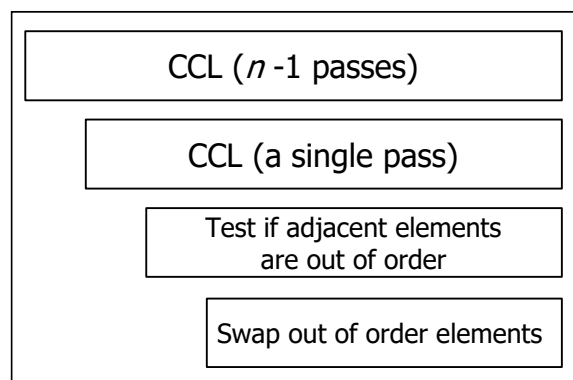 CCL (n -1 passes)
CCL (a single pass)
Test if adjacent elements
are out of order
Swap out of order elements